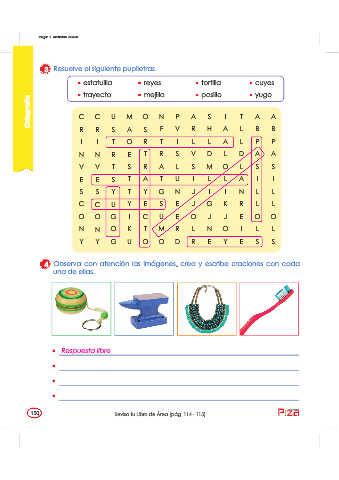 Ortografía
3 Resuelve el siguiente pupiletras.
• estatuilla • reyes • tortilla • cuyes
• trayecto • mejilla • pasillo • yugo
C C U M O N P A S I T A A
R R S A S F V R H A L B B
I I T O R T I L L A L P P
N N R E T R S V D L D A A
V V T S R A L S M O L S S
E E S T A T U I L L A I I
S S Y T Y G N J I I N L L
C C U Y E S E J G K R L L
O O G I C U E O J J E O O
N N O K T M R L N O I L L
Y Y G U O O D R E Y E S S
4 Observa con atención las imágenes, crea y escribe oraciones con cada
una de ellas.
• Respuesta libre
•
•
•
150
Revisa tu Libro de Área (pág. 114 - 115)